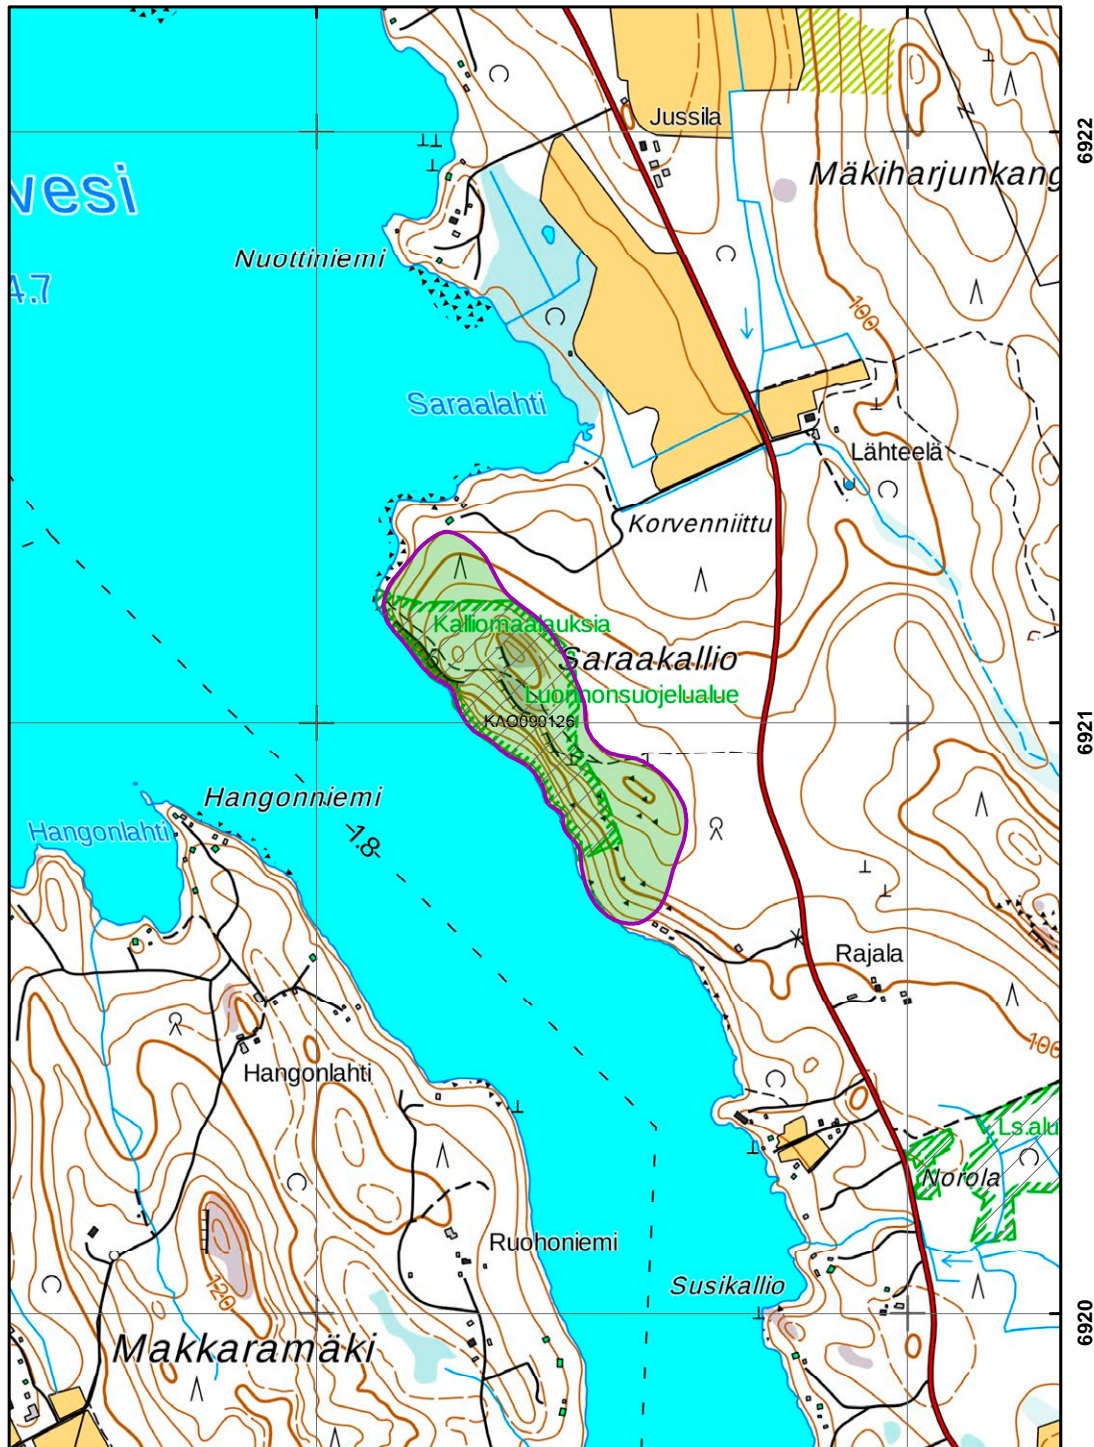 Jussila
6922
Mäkiharjunkang
vesi
Nuottiniemi
4.7
100
Saraalahti
Lähteelä
Korvenniittu
Kalliomaalauksia
Saraakallio
Luonnonsuojelualue
KAO090126
6921
Hangonniemi
Hangonlahti
1.8
Rajala
100
Hangonlahti
Ls.alu
Norola
Ruohoniemi
Susikallio
120
6920
Makkaramäki